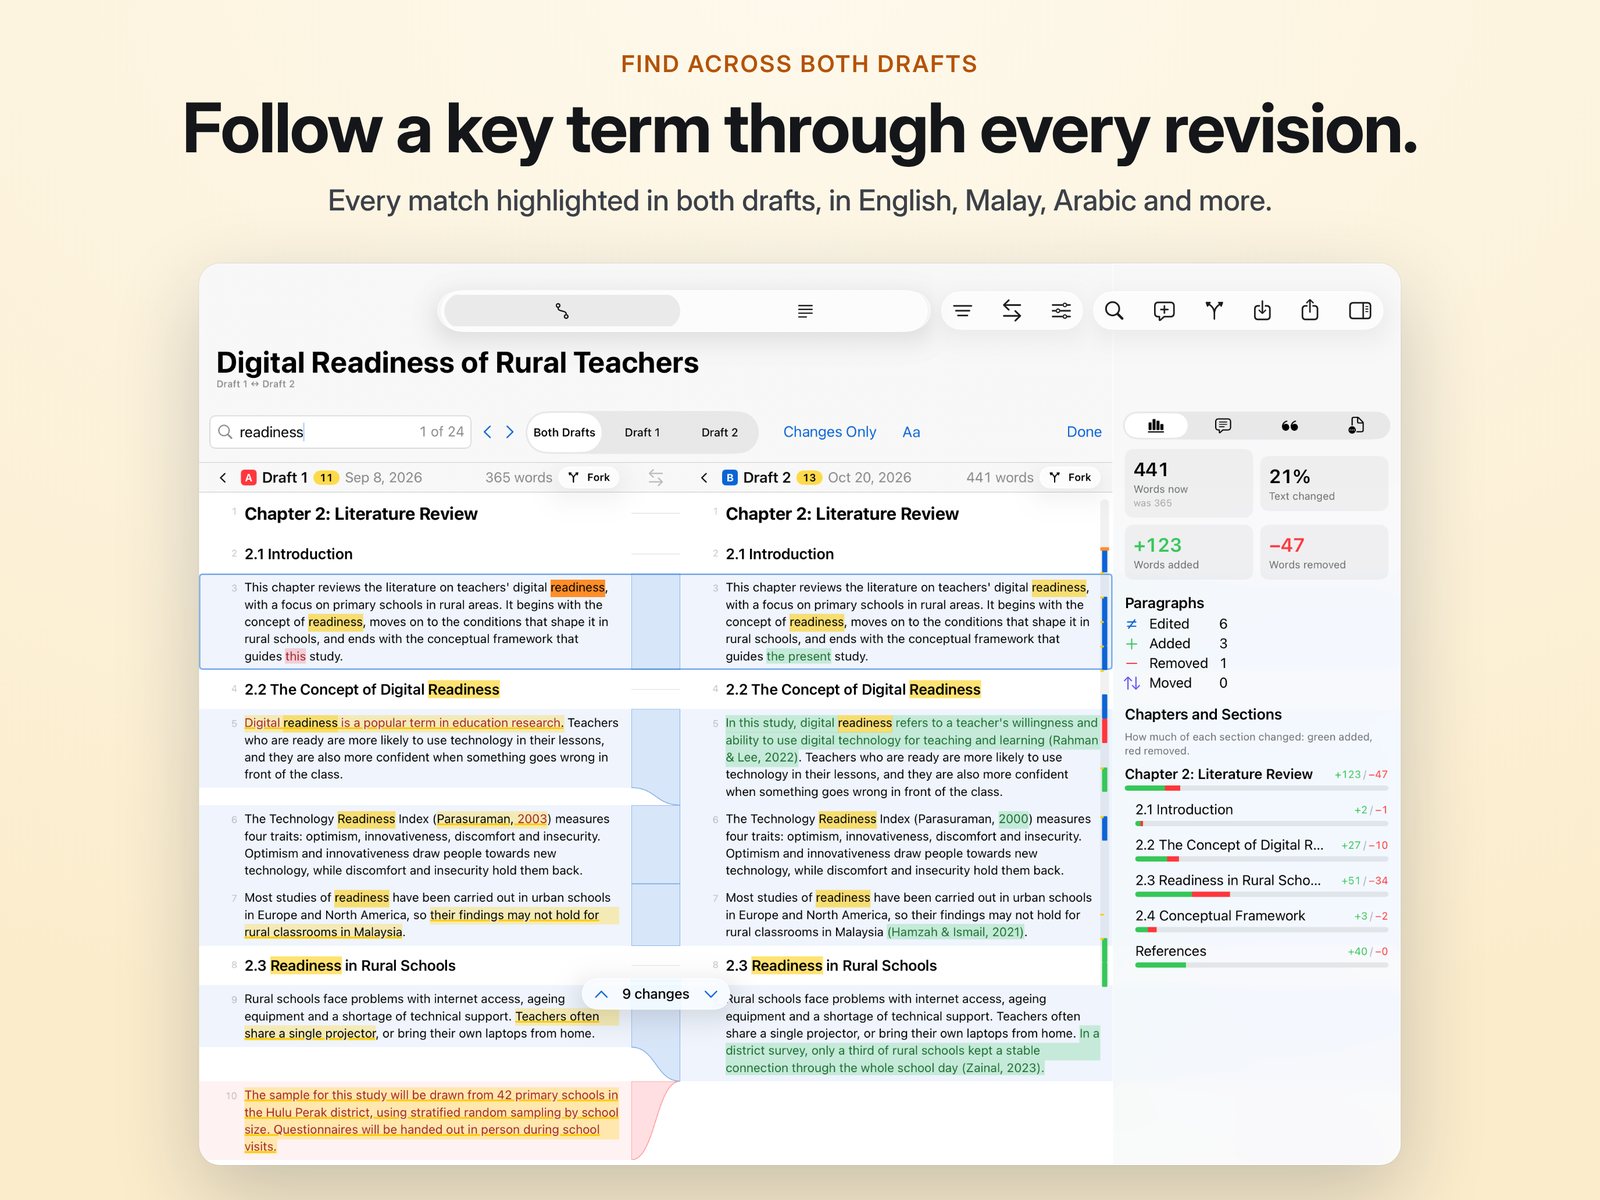 FIND ACROSS BOTH DRAFTS
Follow a key term through every revision.
Every match highlighted in both drafts, in English, Malay, Arabic and more.
Digital Readiness of Rural Teachers
Draft 1 ↔ Draft 2
readiness 1 of 24
Both Drafts Draft 1 Draft 2
Changes Only Aa Done
A Draft 1 11 Sep 8, 2026 365 words Fork
1 Chapter 2: Literature Review
2 2.1 Introduction
3 This chapter reviews the literature on teachers' digital readiness,
with a focus on primary schools in rural areas. It begins with the
concept of readiness, moves on to the conditions that shape it in
rural schools, and ends with the conceptual framework that
guides this study.
4 2.2 The Concept of Digital Readiness
5 Digital readiness is a popular term in education research. Teachers
who are ready are more likely to use technology in their lessons,
and they are also more confident when something goes wrong in
front of the class.
6 The Technology Readiness Index (Parasuraman, 2003) measures
four traits: optimism, innovativeness, discomfort and insecurity.
Optimism and innovativeness draw people towards new
technology, while discomfort and insecurity hold them back.
7 Most studies of readiness have been carried out in urban schools
in Europe and North America, so their findings may not hold for
rural classrooms in Malaysia.
8 2.3 Readiness in Rural Schools
9 Rural schools face problems with internet access, ageing
equipment and a shortage of technical support. Teachers often
share a single projector, or bring their own laptops from home.
10 The sample for this study will be drawn from 42 primary schools in
the Hulu Perak district, using stratified random sampling by school
size. Questionnaires will be handed out in person during school
visits.
B Draft 2 13 Oct 20, 2026 441 words Fork
1 Chapter 2: Literature Review
2 2.1 Introduction
3 This chapter reviews the literature on teachers' digital readiness,
with a focus on primary schools in rural areas. It begins with the
concept of readiness, moves on to the conditions that shape it in
rural schools, and ends with the conceptual framework that
guides the present study.
4 2.2 The Concept of Digital Readiness
5 In this study, digital readiness refers to a teacher's willingness and
ability to use digital technology for teaching and learning (Rahman
& Lee, 2022). Teachers who are ready are more likely to use
technology in their lessons, and they are also more confident
when something goes wrong in front of the class.
6 The Technology Readiness Index (Parasuraman, 2000) measures
four traits: optimism, innovativeness, discomfort and insecurity.
Optimism and innovativeness draw people towards new
technology, while discomfort and insecurity hold them back.
7 Most studies of readiness have been carried out in urban schools
in Europe and North America, so their findings may not hold for
rural classrooms in Malaysia (Hamzah & Ismail, 2021).
8 2.3 Readiness in Rural Schools
Rural schools face problems with internet access, ageing
equipment and a shortage of technical support. Teachers often
share a single projector, or bring their own laptops from home. In a
district survey, only a third of rural schools kept a stable
connection through the whole school day (Zainal, 2023).
9 changes
441
Words now
was 365
21%
Text changed
+123
Words added
−47
Words removed
Paragraphs
≠ Edited 6
+ Added 3
− Removed 1
↑↓ Moved 0
Chapters and Sections
How much of each section changed: green added,
red removed.
Chapter 2: Literature Review +123 / −47
2.1 Introduction +2 / −1
2.2 The Concept of Digital R... +27 / −10
2.3 Readiness in Rural Scho... +51 / −34
2.4 Conceptual Framework +3 / −2
References +40 / −0